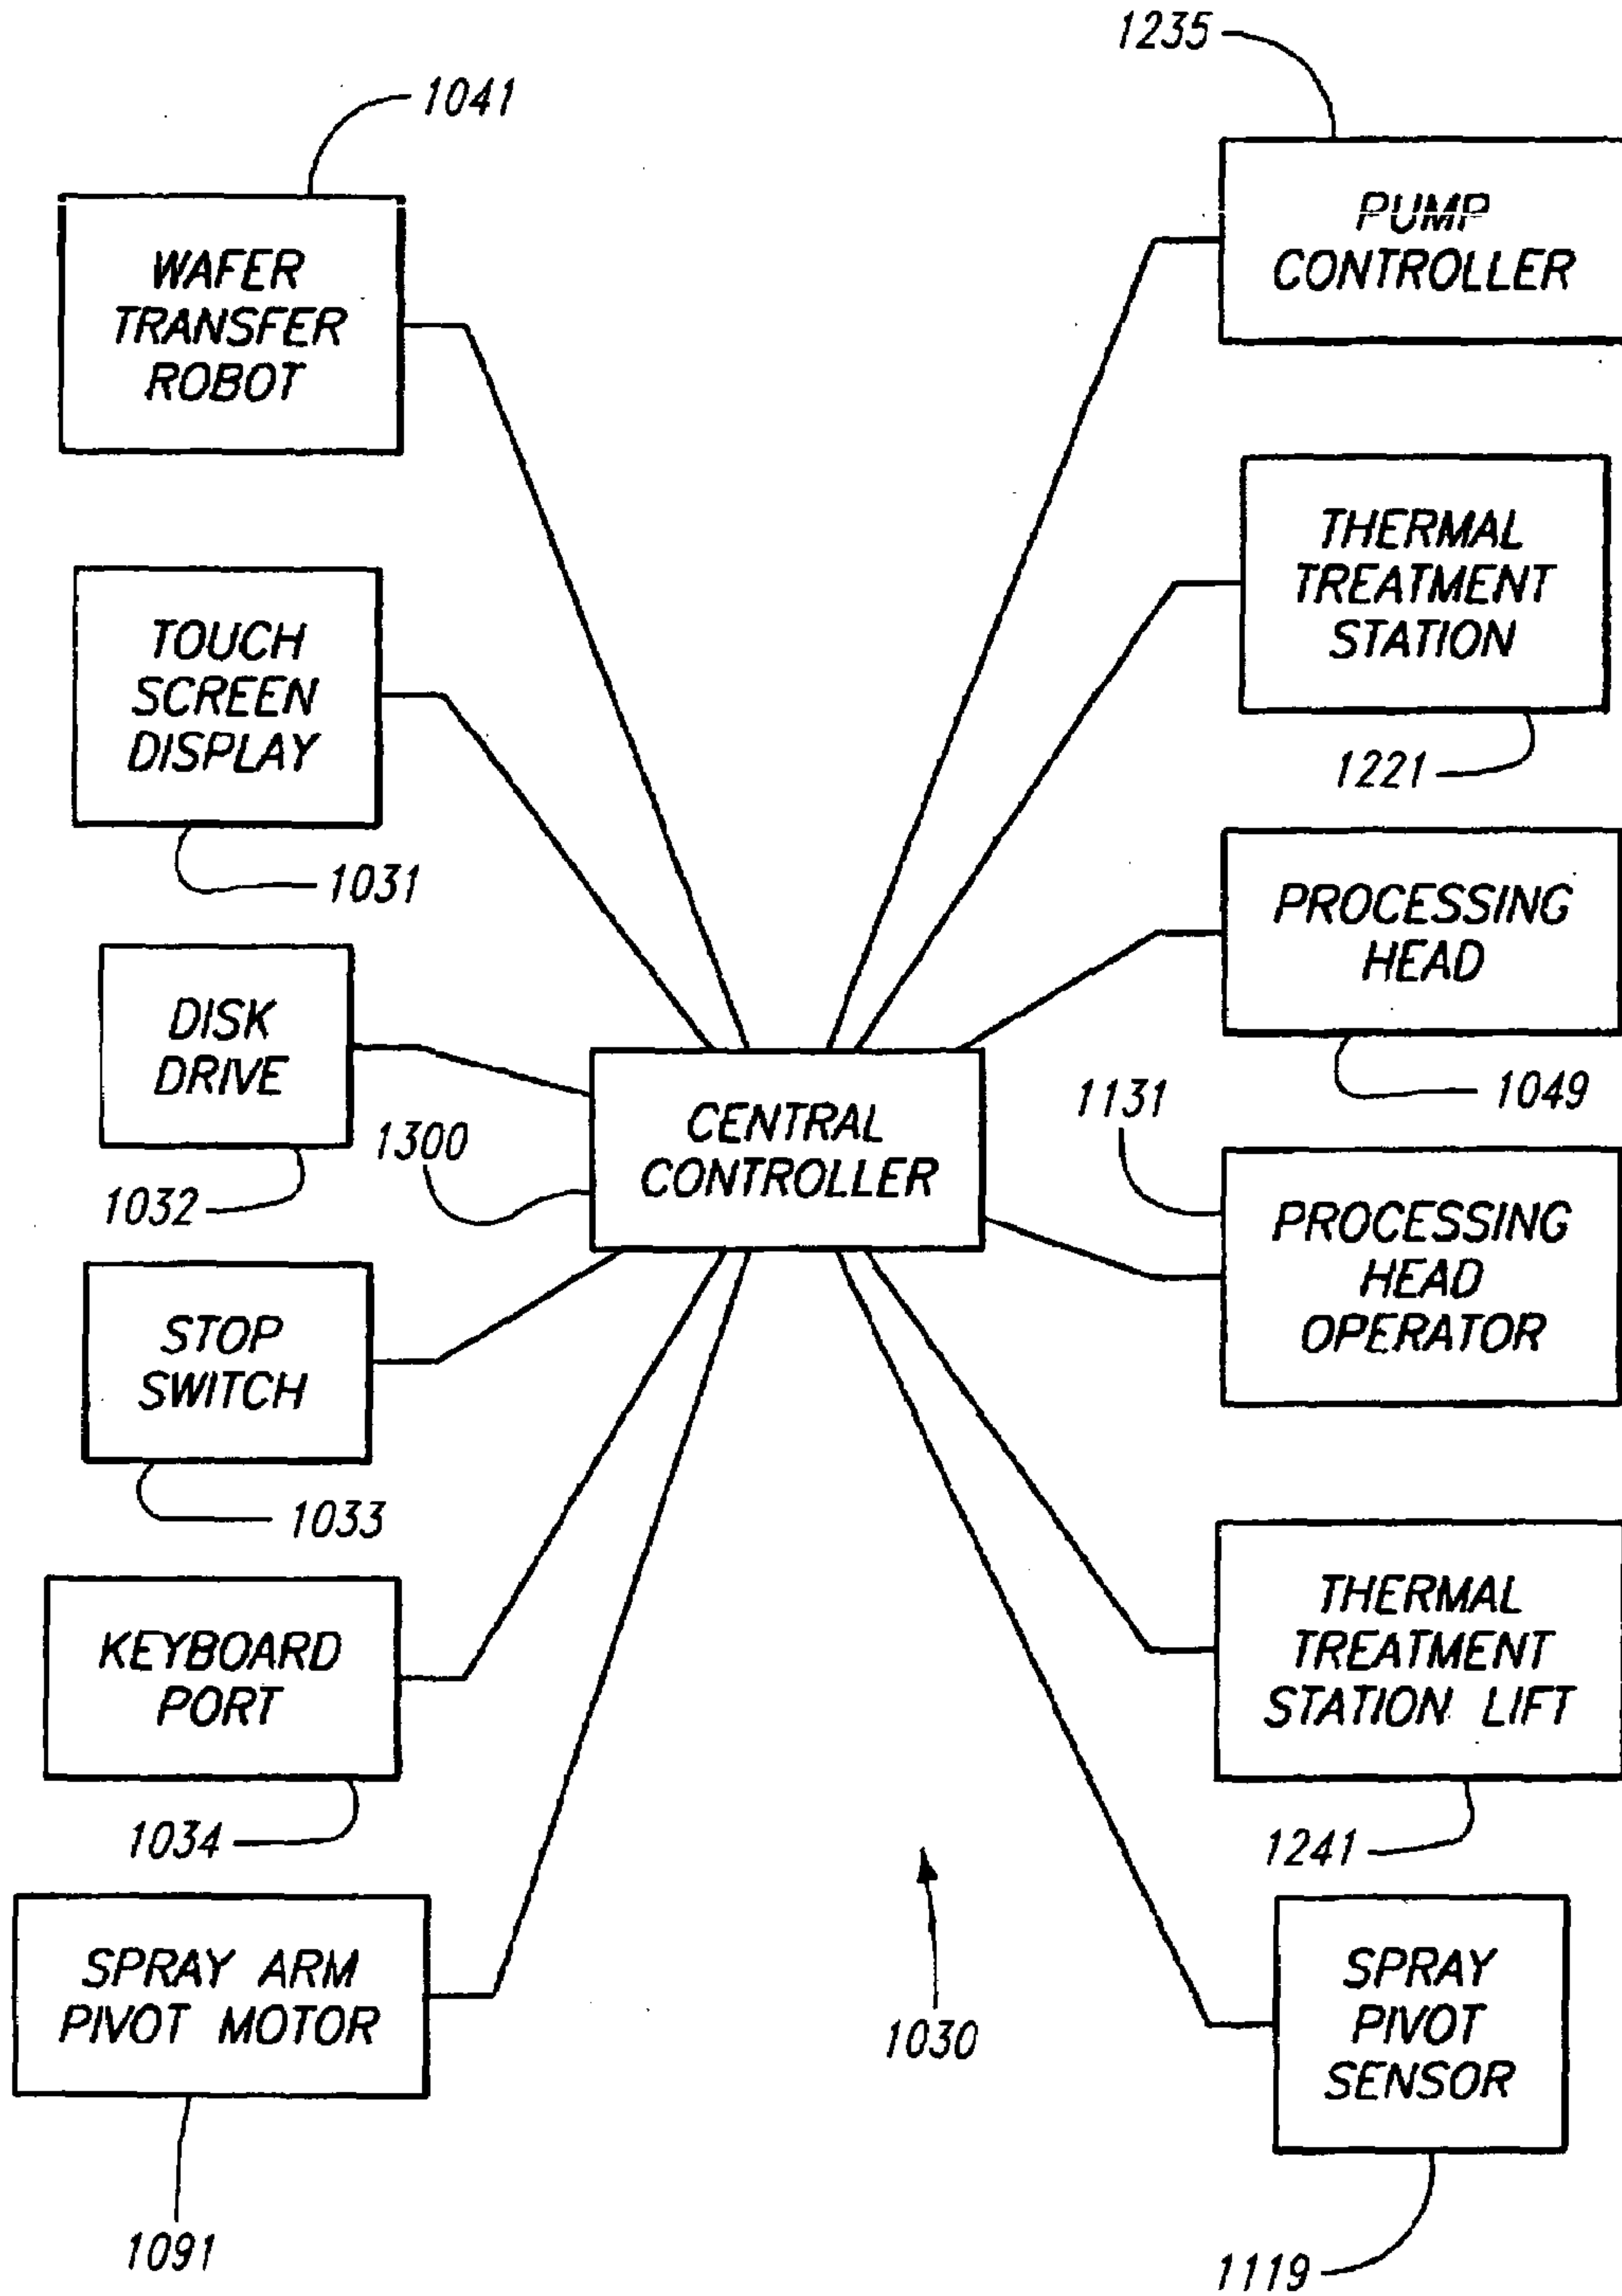 1235
1041
WAFER
TRANSFER
ROBOT
PUMP
CONTROLLER
THERMAL
TREATMENT
STATION
1221
TOUCH
SCREEN
DISPLAY
1031
PROCESSING
HEAD
1049
DISK
DRIVE
1032
1300
CENTRAL
CONTROLLER
1131
PROCESSING
HEAD
OPERATOR
STOP
SWITCH
1033
KEYBOARD
PORT
1034
THERMAL
TREATMENT
STATION LIFT
1241
SPRAY ARM
PIVOT MOTOR
1091
1030
SPRAY
PIVOT
SENSOR
1119